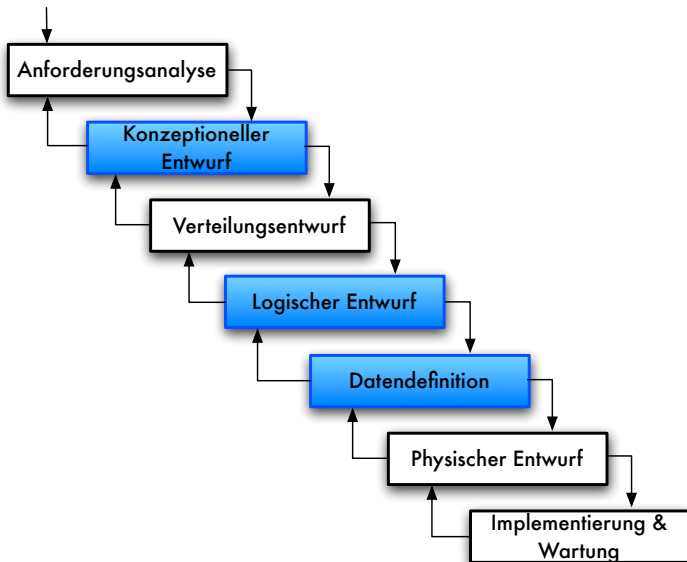 Anforderungsanalyse
Konzeptioneller
Entwurf
Verteilungsentwurf
Logischer Entwurf
Datendefinition
Physischer Entwurf
Implementierung &
Wartung